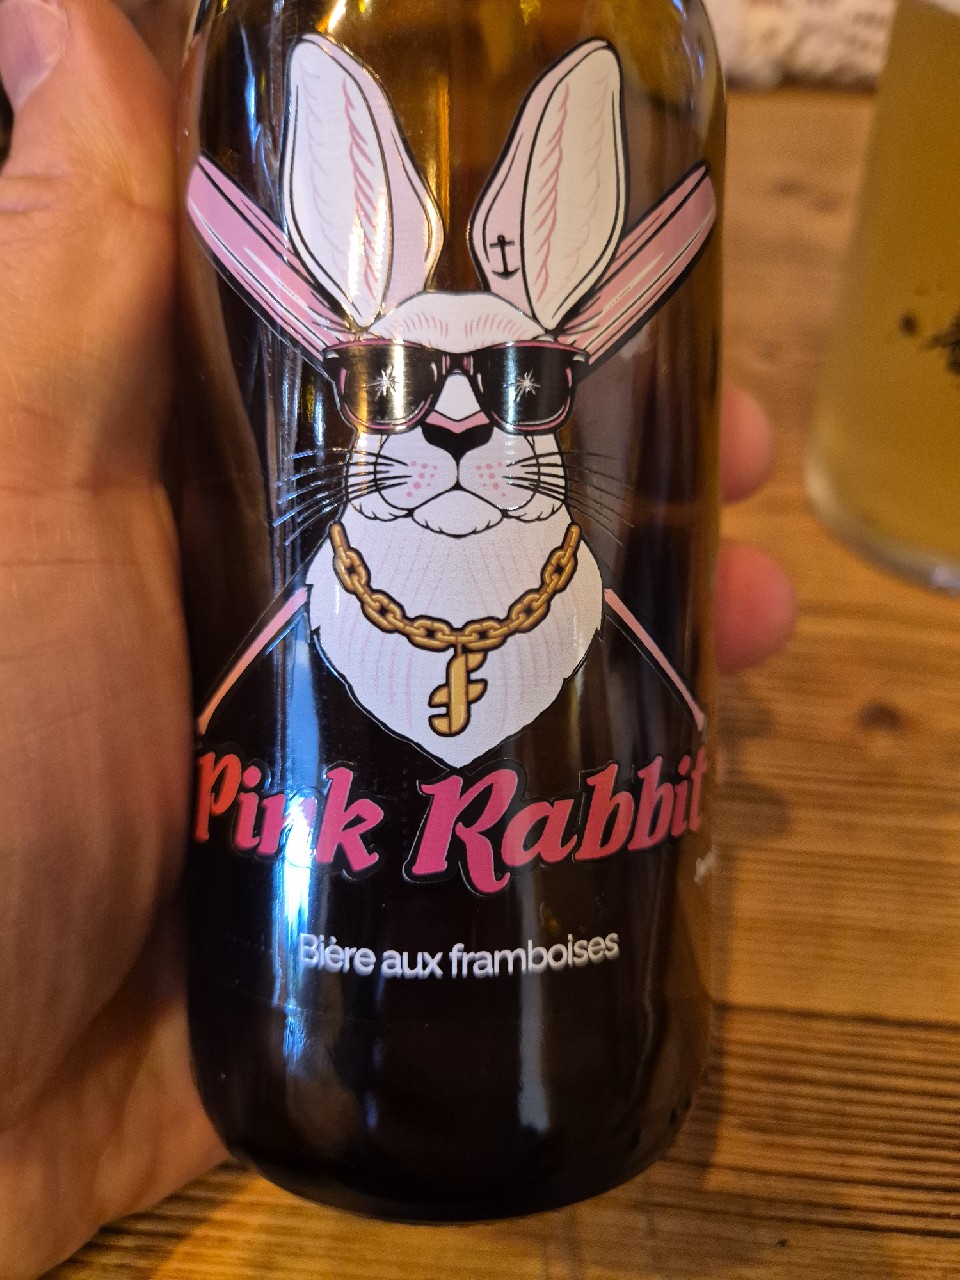 Pink Rabbit
Bière aux framboises